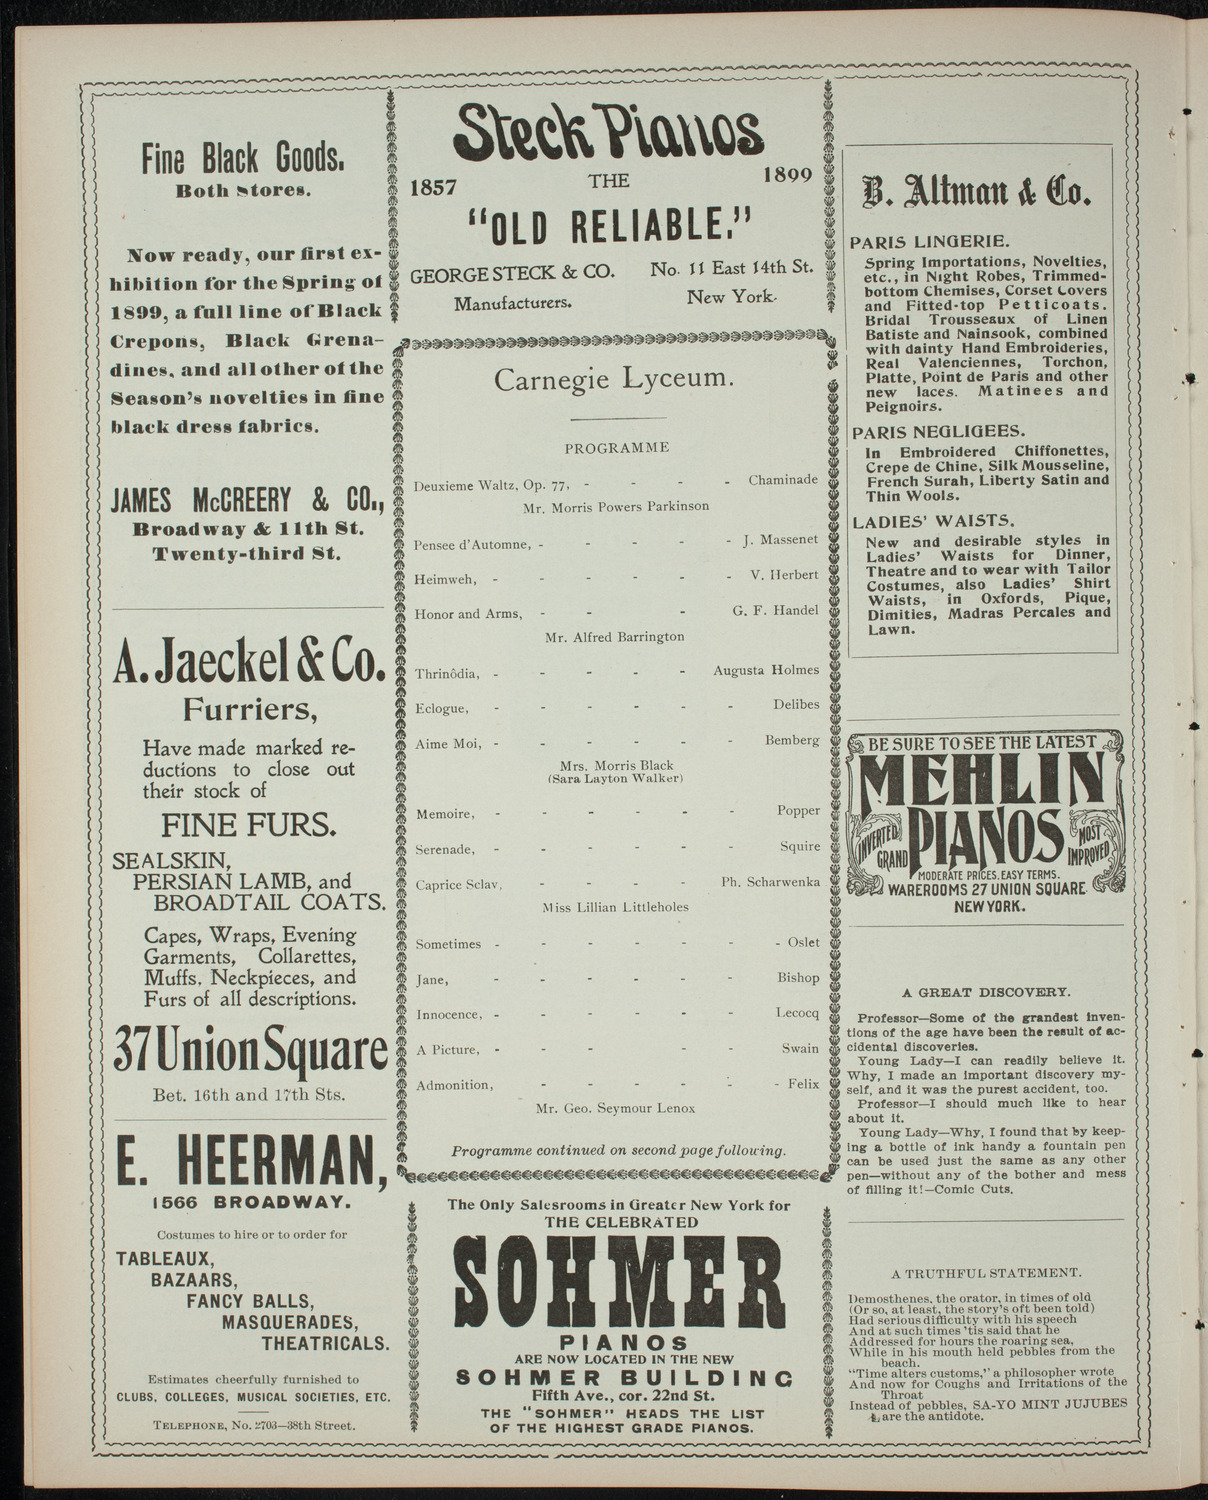 Fine Black Goods.
Both Stores.
Now ready, our first ex-
hibition for the Spring of
1899, a full line of Black
Crepons, Black Grena-
dines, and all other of the
Season's novelties in fine
black dress fabrics.
JAMES McCREERY & CO.,
Broadway & 11th St.
Twenty-third St.
A. Jaeckel & Co.
Furriers,
Have made marked re-
ductions to close out
their stock of
FINE FURS.
SEALSKIN,
PERSIAN LAMB, and
BROADTAIL COATS.
Capes, Wraps, Evening
Garments, Collarettes,
Muffs, Neckpieces, and
Furs of all descriptions.
37 Union Square
Bet. 16th and 17th Sts.
E. HEERMAN,
1566 BROADWAY.
Costumes to hire or to order for
TABLEAUX,
BAZAARS,
FANCY BALLS,
MASQUERADES,
THEATRICALS.
Estimates cheerfully furnished to
CLUBS, COLLEGES, MUSICAL SOCIETIES, ETC.
TELEPHONE, No. 2703—38th Street.
Steck Pianos
1857 THE 1899
"OLD RELIABLE."
GEORGE STECK & CO. No. 11 East 14th St.
Manufacturers. New York.
Carnegie Lyceum.
PROGRAMME
Deuxieme Waltz, Op. 77, - - - - Chaminade
Mr. Morris Powers Parkinson
Pensee d'Automne, - - - - - J. Massenet
Heimweh, - - - - - - V. Herbert
Honor and Arms, - - - G. F. Handel
Mr. Alfred Barrington
Thrinôdia, - - - - - Augusta Holmes
Eclogue, - - - - - - Delibes
Aime Moi, - - - - - - Bemberg
Mrs. Morris Black
(Sara Layton Walker)
Memoire, - - - - - - Popper
Serenade, - - - - - - Squire
Caprice Sclav, - - - - Ph. Scharwenka
Miss Lillian Littleholes
Sometimes - - - - - - - Oslet
Jane, - - - - - - Bishop
Innocence, - - - - - - Lecocq
A Picture, - - - - - Swain
Admonition, - - - - - - Felix
Mr. Geo. Seymour Lenox
Programme continued on second page following.
The Only Salesrooms in Greater New York for
THE CELEBRATED
SOHMER
PIANOS
ARE NOW LOCATED IN THE NEW
SOHMER BUILDING
Fifth Ave., cor. 22nd St.
THE "SOHMER" HEADS THE LIST
OF THE HIGHEST GRADE PIANOS.
B. Altman & Co.
PARIS LINGERIE.
Spring Importations, Novelties,
etc., in Night Robes, Trimmed-
bottom Chemises, Corset Covers
and Fitted-top Petticoats.
Bridal Trousseaux of Linen
Batiste and Nainsook, combined
with dainty Hand Embroideries,
Real Valenciennes, Torchon,
Platte, Point de Paris and other
new laces. Matinees and
Peignoirs.
PARIS NEGLIGEES.
In Embroidered Chiffonettes,
Crepe de Chine, Silk Mousseline,
French Surah, Liberty Satin and
Thin Wools.
LADIES' WAISTS.
New and desirable styles in
Ladies' Waists for Dinner,
Theatre and to wear with Tailor
Costumes, also Ladies' Shirt
Waists, in Oxfords, Pique,
Dimities, Madras Percales and
Lawn.
BE SURE TO SEE THE LATEST
MEHLIN
PIANOS
INVERTED GRAND
MOST IMPROVED
MODERATE PRICES. EASY TERMS.
WAREROOMS 27 UNION SQUARE
NEW YORK.
A GREAT DISCOVERY.
Professor—Some of the grandest inven-
tions of the age have been the result of ac-
cidental discoveries.
Young Lady—I can readily believe it.
Why, I made an important discovery my-
self, and it was the purest accident, too.
Professor—I should much like to hear
about it.
Young Lady—Why, I found that by keep-
ing a bottle of ink handy a fountain pen
can be used just the same as any other
pen—without any of the bother and mess
of filling it!—Comic Cuts.
A TRUTHFUL STATEMENT.
Demosthenes, the orator, in times of old
(Or so, at least, the story's oft been told)
Had serious difficulty with his speech
And at such times 'tis said that he
Addressed for hours the roaring sea,
While in his mouth held pebbles from the
beach.
"Time alters customs," a philosopher wrote
And now for Coughs and Irritations of the
Throat
Instead of pebbles, SA-YO MINT JUJUBES
are the antidote.